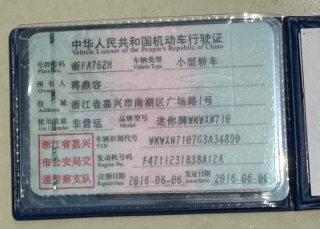 中华人民共和国机动车行驶证
Vehicle License of the People's Republic of China
号牌号码 Plate No. 浙FA762H 车辆类型 Vehicle Type 小型轿车
所有人 Owner 蒋鼎容
住址 Address 浙江省嘉兴市南湖区广场路1号
使用性质 Use Character 非营运 品牌型号 Model 迷你牌WMWXN710
浙江省嘉兴市公安局交通警察支队
车辆识别代号 VIN WMWXN7107G3A34890
发动机号码 Engine No. F4711231B38A12A
注册日期 Register Date 2016-06-06 发证日期 Issue Date 2016-06-06